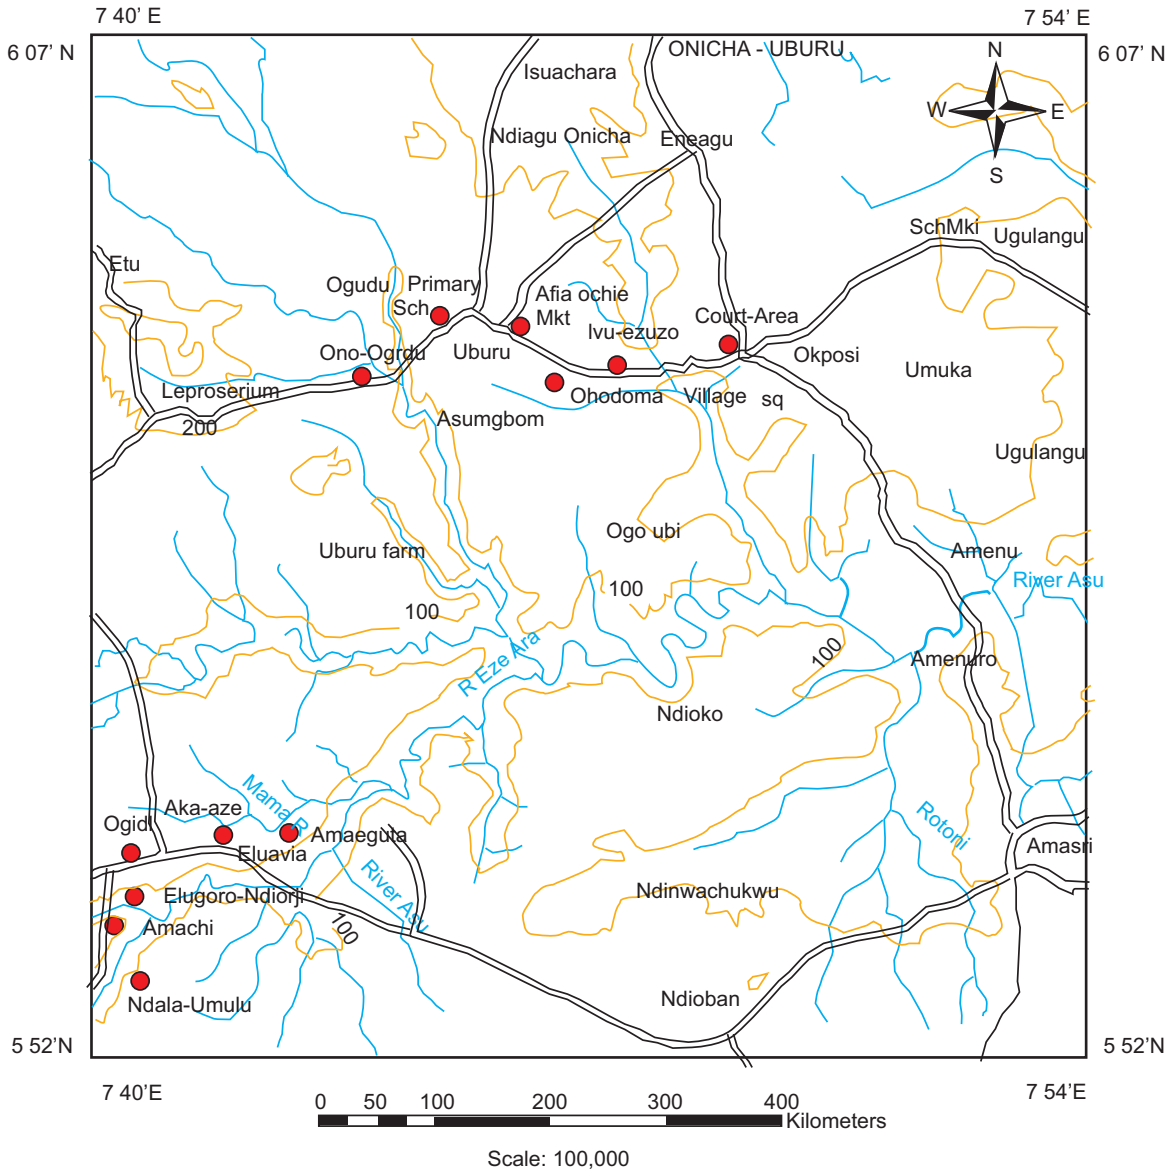 7 40’ E
7 54’ E
6 07’ N
6 07’ N
ONICHA - UBURU
N
Isuachara
W
E
Ndiagu Onicha
Eneagu
S
SchMki
Ugulangu
Etu
Ogudu
Primary
Sch
Afia ochie
Mkt
Court-Area
Ivu-ezuzo
Ono-Ogrdu
Uburu
Okposi
Umuka
Leproserium
Ohodoma
Village
sq
200
Asumgbom
Ugulangu
Ogo ubi
Uburu farm
Amenu
River Asu
100
100
R Eze Ara
100
Amenuro
Ndioko
Mama R
Aka-aze
Rotoni
Ogidl
Amaeguta
Eluavia
Amasri
River Asu
Elugoro-Ndiorji
Ndinwachukwu
Amachi
100
Ndala-Umulu
Ndioban
5 52’N
5 52’N
7 40’E
7 54’E
0 50 100 200 300 400
Kilometers
Scale: 100,000